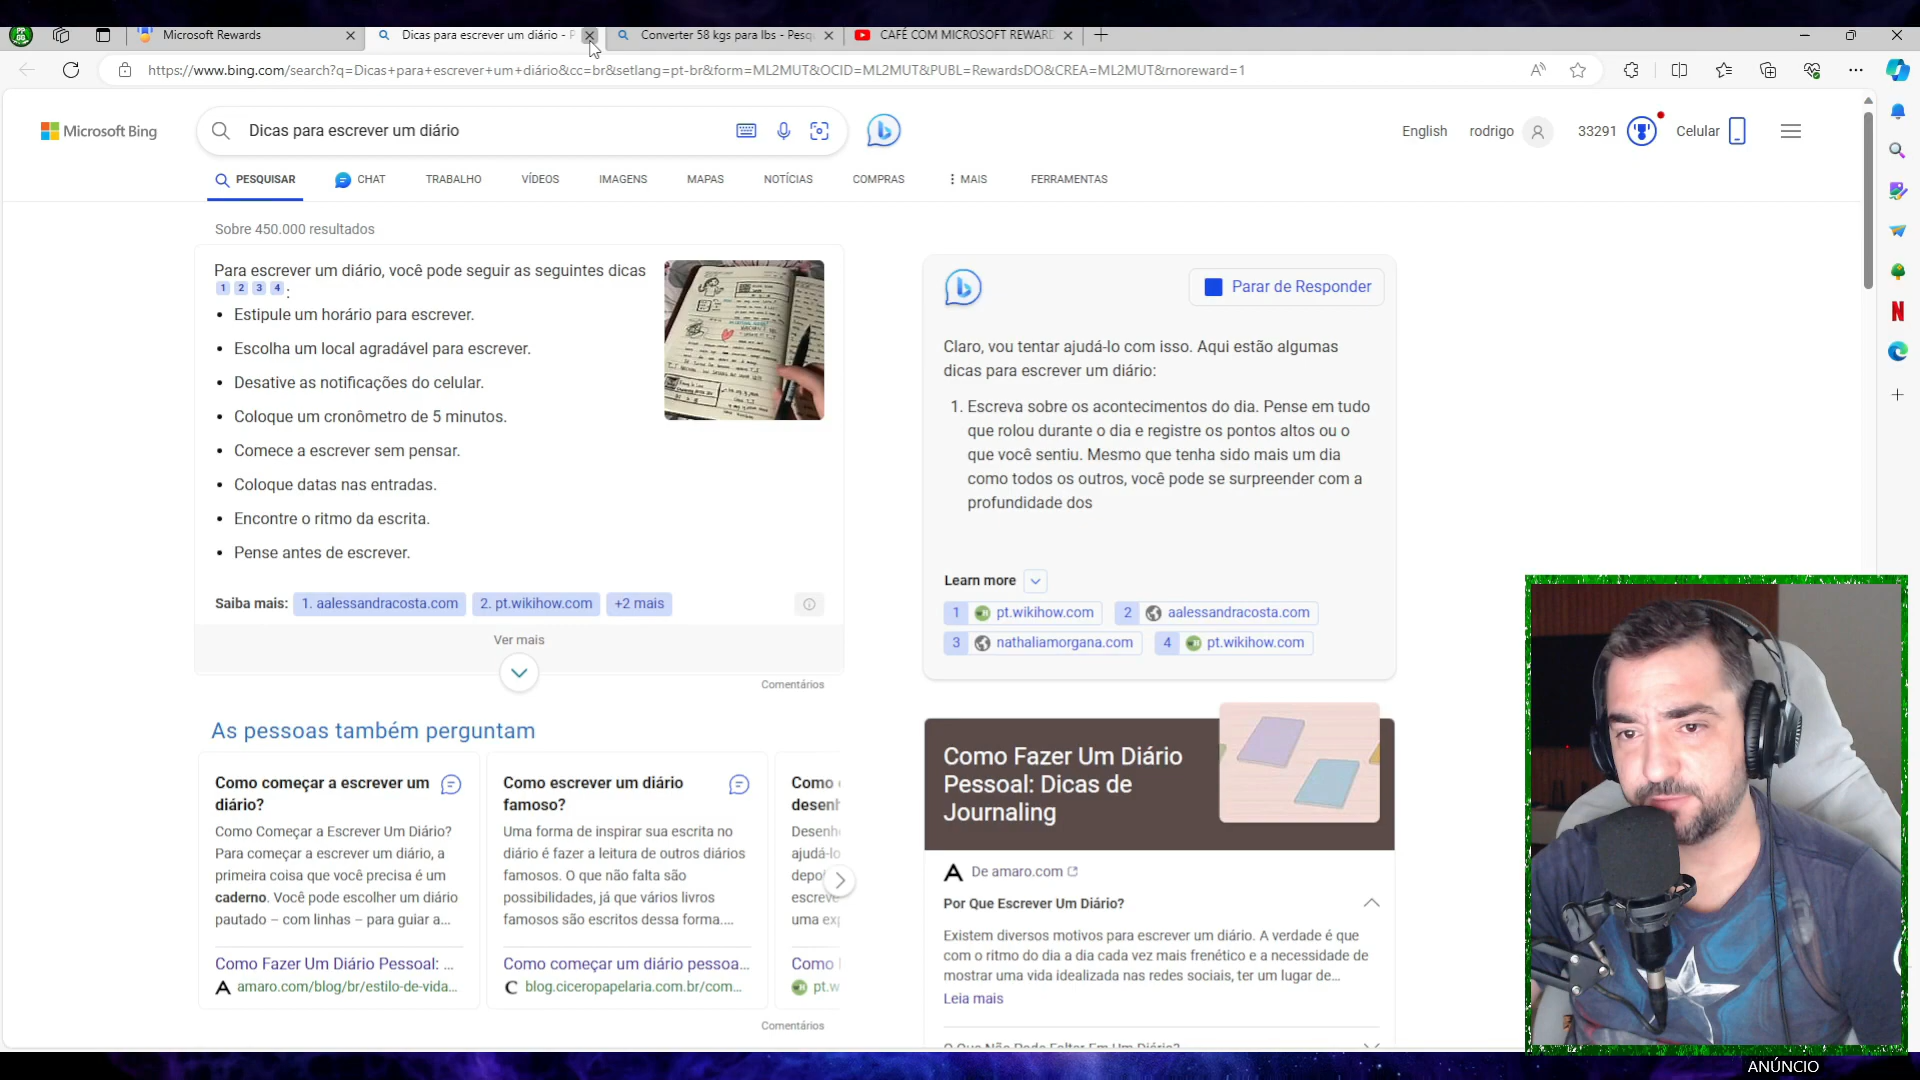 Microsoft Rewards
Dicas para escrever um diário - P
Converter 58 kgs para lbs - Pesq
CAFÉ COM MICROSOFT REWARD
https://www.bing.com/search?q=Dicas+para+escrever+um+diário&cc=br&setlang=pt-br&form=ML2MUT&OCID=ML2MUT&PUBL=RewardsDO&CREA=ML2MUT&rnoreward=1
Microsoft Bing
Dicas para escrever um diário
English
rodrigo
33291
Celular
PESQUISAR
CHAT
TRABALHO
VÍDEOS
IMAGENS
MAPAS
NOTÍCIAS
COMPRAS
MAIS
FERRAMENTAS
Sobre 450.000 resultados
Para escrever um diário, você pode seguir as seguintes dicas
1 2 3 4 :
• Estipule um horário para escrever.
• Escolha um local agradável para escrever.
• Desative as notificações do celular.
• Coloque um cronômetro de 5 minutos.
• Comece a escrever sem pensar.
• Coloque datas nas entradas.
• Encontre o ritmo da escrita.
• Pense antes de escrever.
Saiba mais: 1. aalessandracosta.com 2. pt.wikihow.com +2 mais
Ver mais
Comentários
As pessoas também perguntam
Como começar a escrever um
diário?
Como Começar a Escrever Um Diário?
Para começar a escrever um diário, a
primeira coisa que você precisa é um
caderno. Você pode escolher um diário
pautado – com linhas – para guiar a...
Como Fazer Um Diário Pessoal: ...
amaro.com/blog/br/estilo-de-vida...
Como escrever um diário
famoso?
Uma forma de inspirar sua escrita no
diário é fazer a leitura de outros diários
famosos. O que não falta são
possibilidades, já que vários livros
famosos são escritos dessa forma....
Como começar um diário pessoa...
blog.ciceropapelaria.com.br/com...
Como
desenh
Desenh
ajudá-lo
depo
escreve
uma exp
Como
pt.w
Comentários
Parar de Responder
Claro, vou tentar ajudá-lo com isso. Aqui estão algumas
dicas para escrever um diário:
1. Escreva sobre os acontecimentos do dia. Pense em tudo
que rolou durante o dia e registre os pontos altos ou o
que você sentiu. Mesmo que tenha sido mais um dia
como todos os outros, você pode se surpreender com a
profundidade dos
Learn more
1 pt.wikihow.com 2 aalessandracosta.com
3 nathaliamorgana.com 4 pt.wikihow.com
Como Fazer Um Diário
Pessoal: Dicas de
Journaling
De amaro.com
Por Que Escrever Um Diário?
Existem diversos motivos para escrever um diário. A verdade é que
com o ritmo do dia a dia cada vez mais frenético e a necessidade de
mostrar uma vida idealizada nas redes sociais, ter um lugar de...
Leia mais
O Que Não Pode Faltar Em Um Diário?
ANÚNCIO